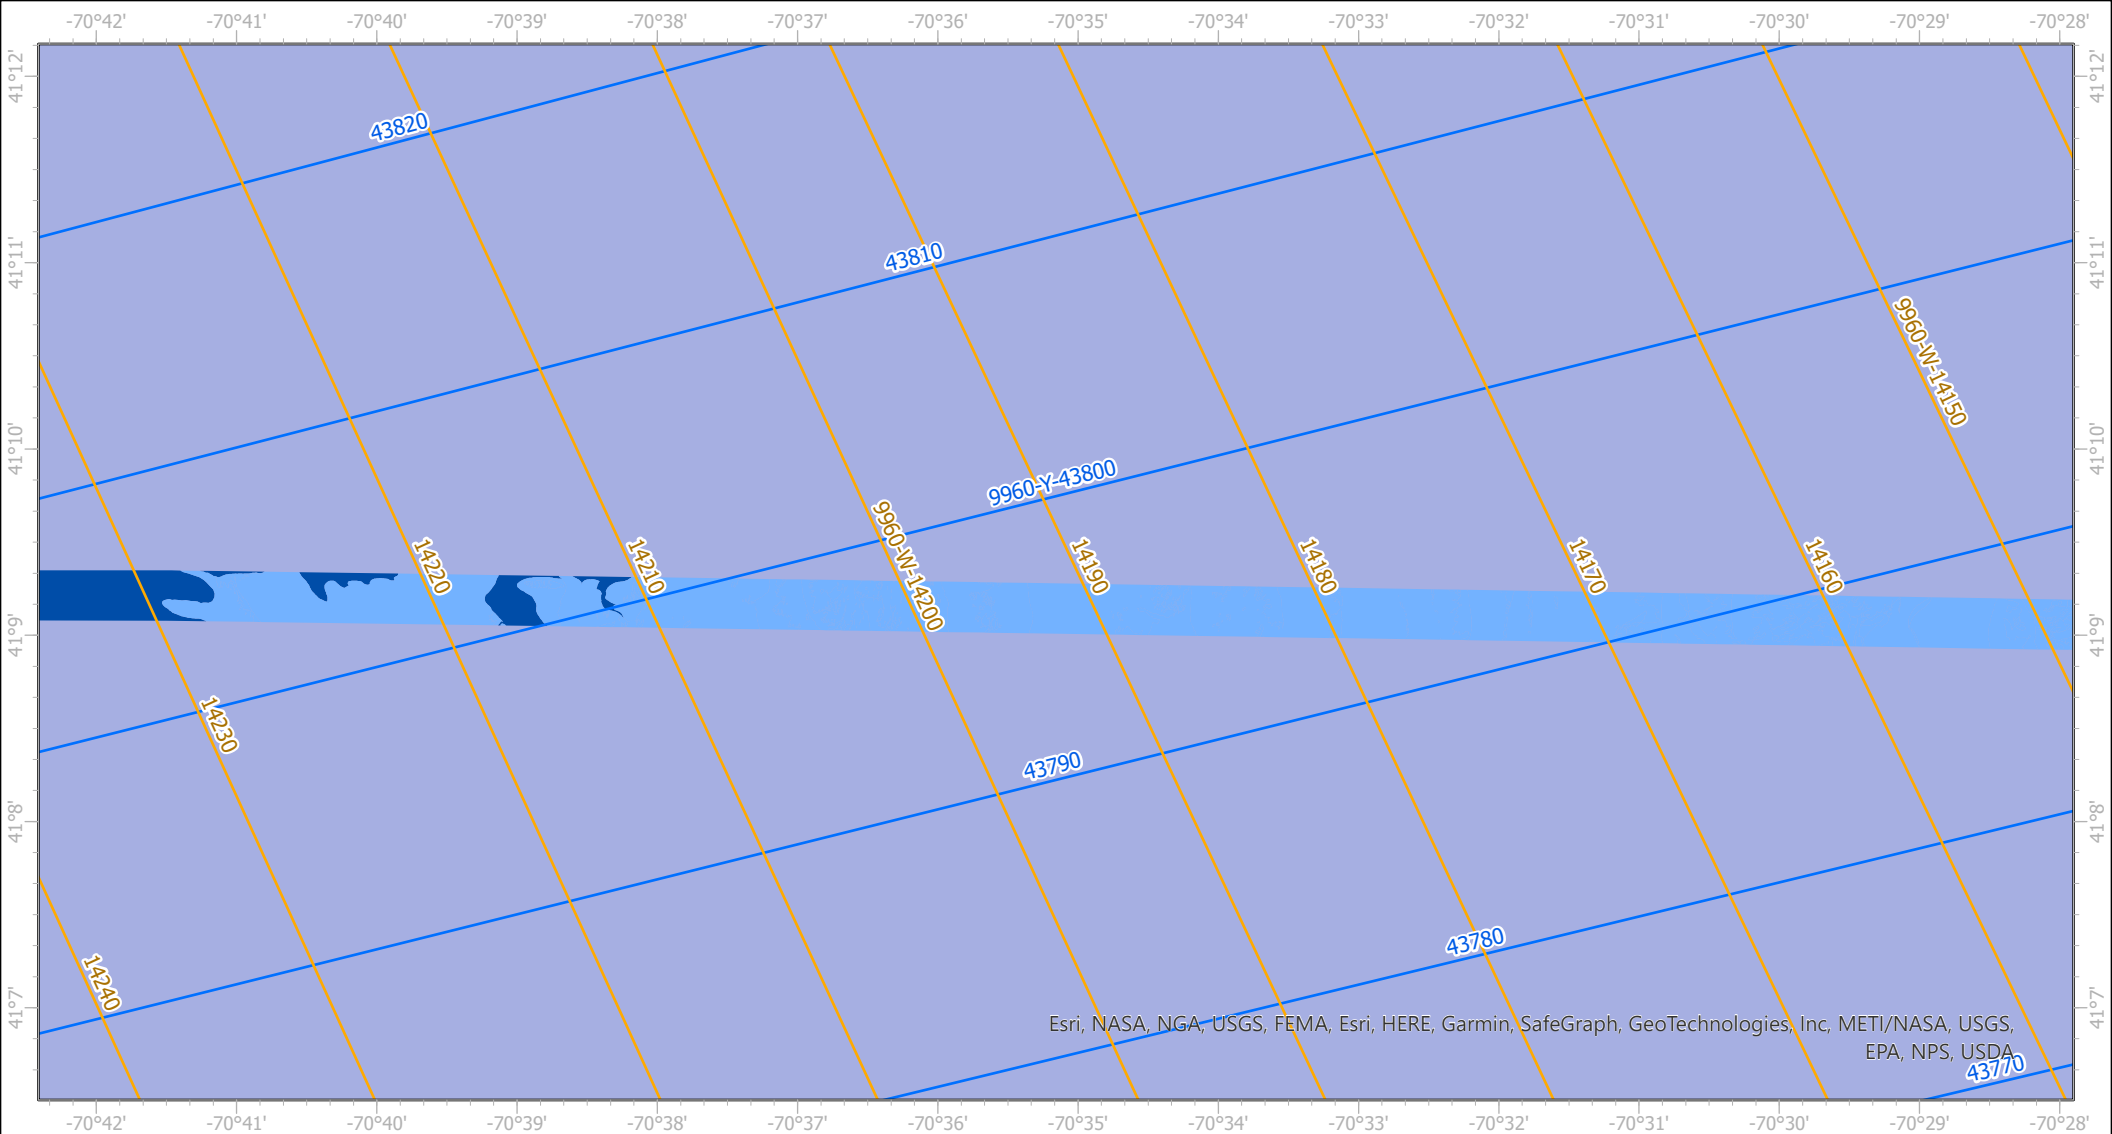 -70°42' -70°41' -70°40' -70°39' -70°38' -70°37' -70°36' -70°35' -70°34' -70°33' -70°32' -70°31' -70°30' -70°29' -70°28'
41°12' 41°12'
43820
41°11' 43810 41°11'
9960-W-14150
41°10' 9960-Y-43800 41°10'
14220 14210 9960-W-14200 14190 14180 14170 14160
41°9' 41°9'
14230
43790
41°8' 41°8'
43780
14240
41°7' 41°7'
Esri, NASA, NGA, USGS, FEMA, Esri, HERE, Garmin, SafeGraph, GeoTechnologies, Inc, METI/NASA, USGS,
EPA, NPS, USDA
43770
-70°42' -70°41' -70°40' -70°39' -70°38' -70°37' -70°36' -70°35' -70°34' -70°33' -70°32' -70°31' -70°30' -70°29' -70°28'